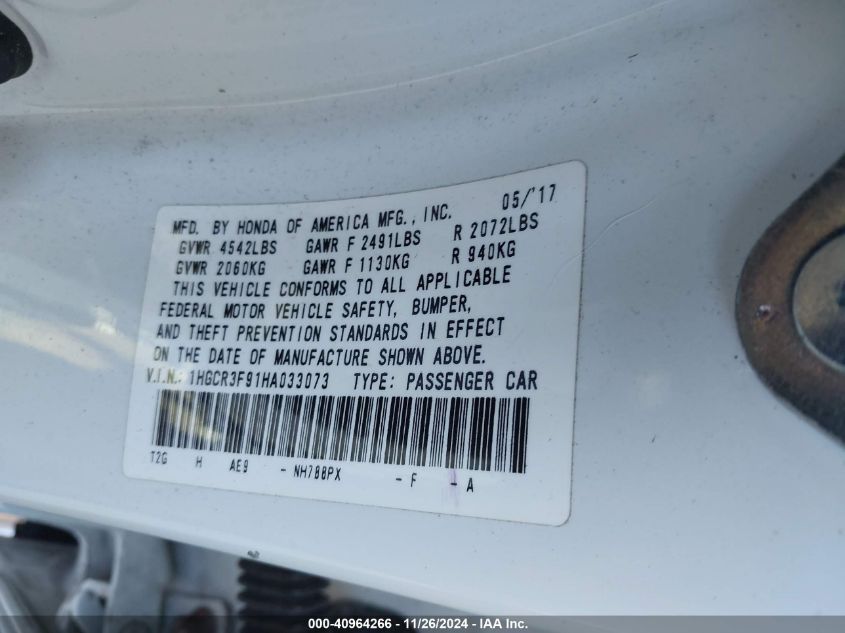 05/'17
MFD. BY HONDA OF AMERICA MFG., INC.
GVWR 4542LBS GAWR F 2491LBS R 2072LBS
GVWR 2060KG GAWR F 1130KG R 940KG
THIS VEHICLE CONFORMS TO ALL APPLICABLE
FEDERAL MOTOR VEHICLE SAFETY, BUMPER,
AND THEFT PREVENTION STANDARDS IN EFFECT
ON THE DATE OF MANUFACTURE SHOWN ABOVE.
V.I.N.: 1HGCR3F91HA033073 TYPE: PASSENGER CAR
T2G H AE9 - NH788PX - F - A
000-40964266 - 11/26/2024 - IAA Inc.